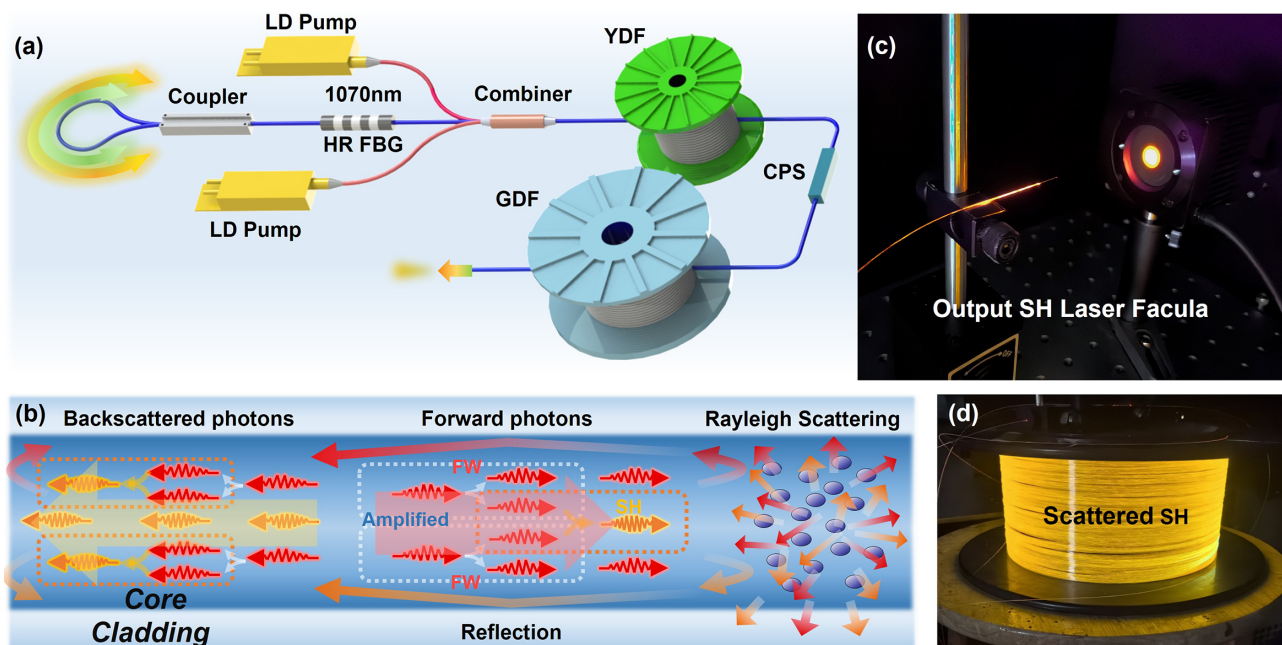 (a)
LD Pump
YDF
Coupler
1070nm
HR FBG
Combiner
CPS
GDF
LD Pump
(c)
Output SH Laser Facula
(b)
Backscattered photons
Forward photons
Rayleigh Scattering
FW
Amplified
SH
FW
Core
Cladding
Reflection
(d)
Scattered SH